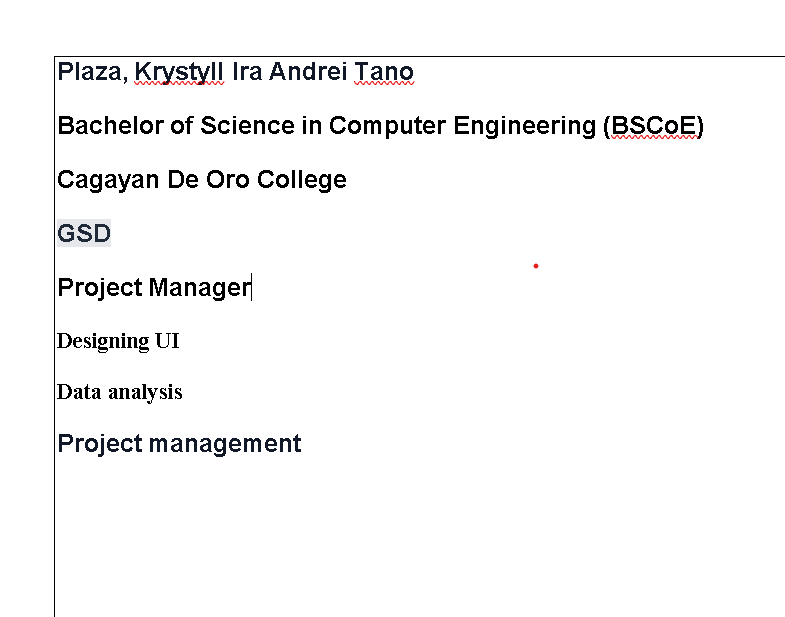 Plaza, Krystyll Ira Andrei Tano
Bachelor of Science in Computer Engineering (BSCoE)
Cagayan De Oro College
GSD
Project Manager
Designing UI
Data analysis
Project management